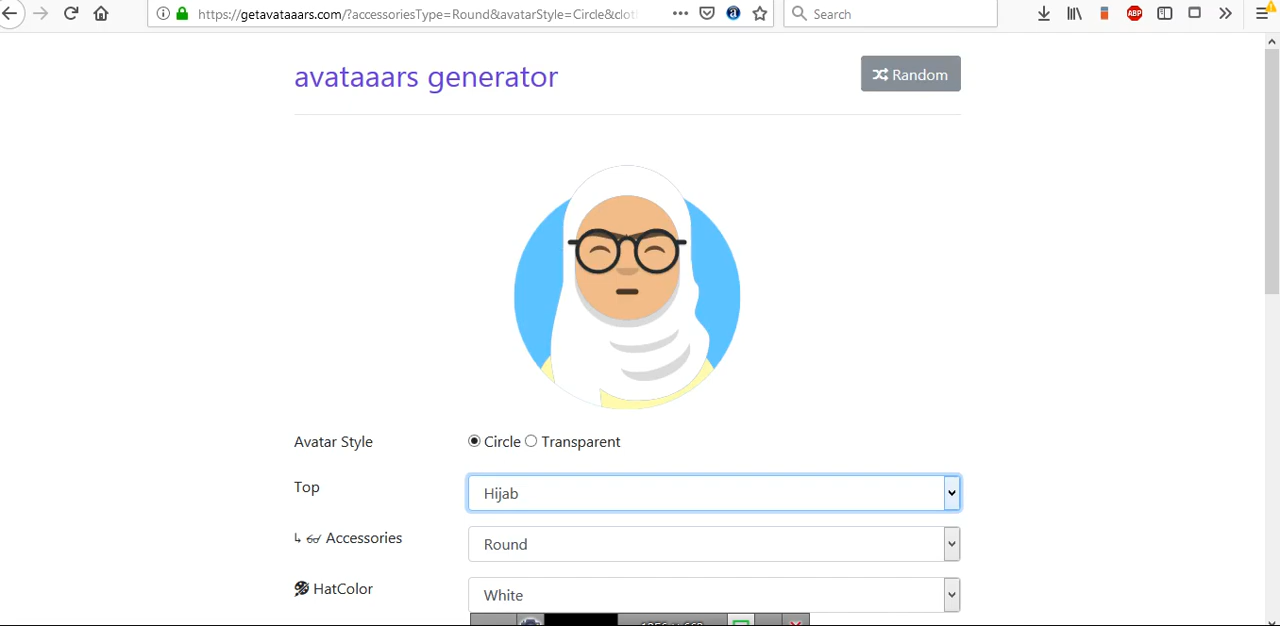 https://getavataaars.com/?accessoriesType=Round&avatarStyle=Circle&clot
Search
ABP
avataaars generator
Random
Avatar Style
Circle Transparent
Top
Hijab
Accessories
Round
HatColor
White